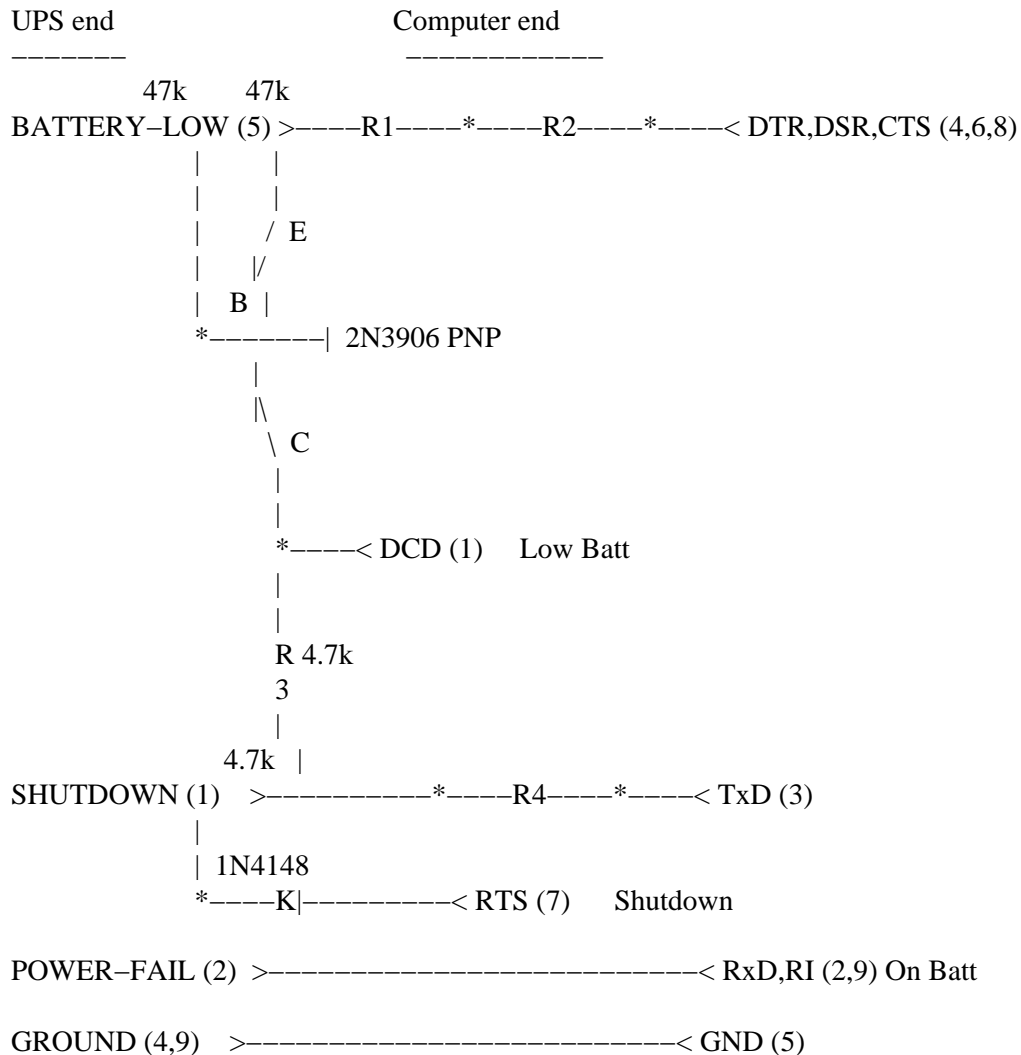 UPS end Computer end
−−−−−−− −−−−−−−−−−−−
47k 47k
BATTERY−LOW (5) >−−−−R1−−−−*−−−−R2−−−−*−−−−< DTR,DSR,CTS (4,6,8)
| |
| |
| / E
| |/
| B |
*−−−−−−−| 2N3906 PNP
|
|\
\ C
|
|
*−−−−< DCD (1) Low Batt
|
|
R 4.7k
3
|
4.7k |
SHUTDOWN (1) >−−−−−−−−−−*−−−−R4−−−−*−−−−< TxD (3)
|
| 1N4148
*−−−−K|−−−−−−−−−< RTS (7) Shutdown
POWER−FAIL (2) >−−−−−−−−−−−−−−−−−−−−−−−−−−< RxD,RI (2,9) On Batt
GROUND (4,9) >−−−−−−−−−−−−−−−−−−−−−−−−−−< GND (5)